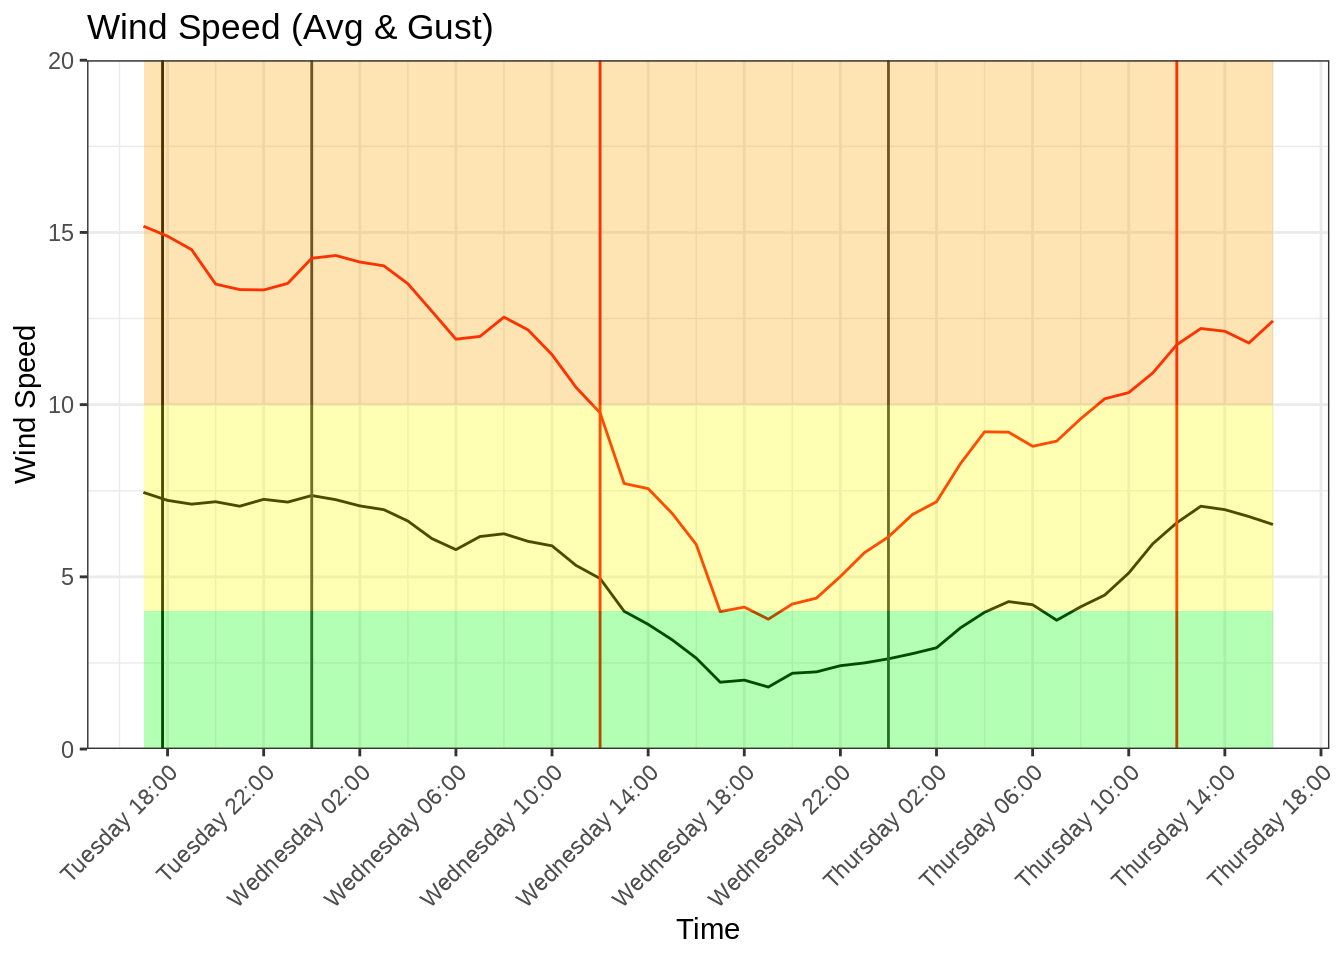 Wind Speed (Avg & Gust)
20
15
10
5
0
Wind Speed
Tuesday 18:00
Tuesday 22:00
Wednesday 02:00
Wednesday 06:00
Wednesday 10:00
Wednesday 14:00
Wednesday 18:00
Wednesday 22:00
Thursday 02:00
Thursday 06:00
Thursday 10:00
Thursday 14:00
Thursday 18:00
Time